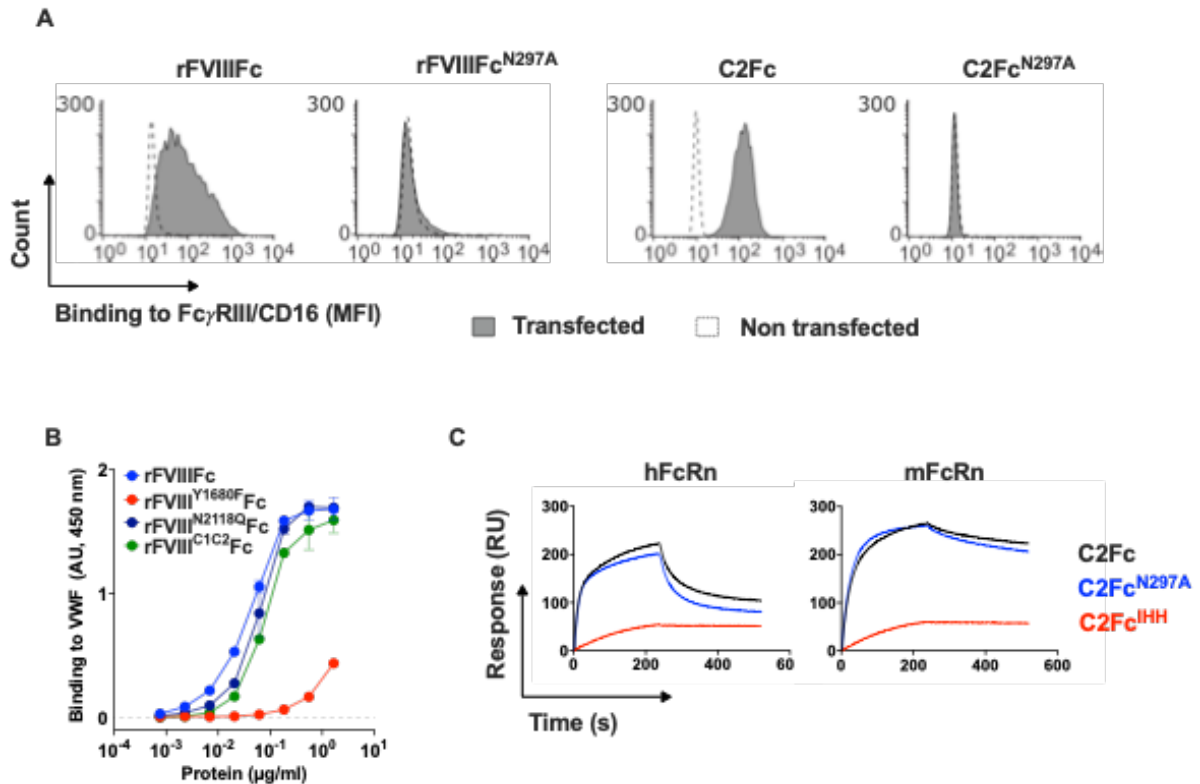 A
rFVIIIFc
rFVIIIFcN297A
C2Fc
C2FcN297A
300
300
300
300
0
0
0
0
10⁰ 10¹ 10² 10³ 10⁴
10⁰ 10¹ 10² 10³ 10⁴
10⁰ 10¹ 10² 10³ 10⁴
10⁰ 10¹ 10² 10³ 10⁴
Count
Binding to FcγRIII/CD16 (MFI)
Transfected
Non transfected
B
Binding to VWF (AU, 450 nm)
2
1
0
rFVIIIFc
rFVIIIY1680FFc
rFVIIIN2118QFc
rFVIIIC1C2Fc
10⁻⁴ 10⁻³ 10⁻² 10⁻¹ 10⁰ 10¹
Protein (µg/ml)
C
hFcRn
mFcRn
Response (RU)
300
200
100
0
0 200 400 60
300
200
100
0
0 200 400 600
Time (s)
C2Fc
C2FcN297A
C2FcIHH